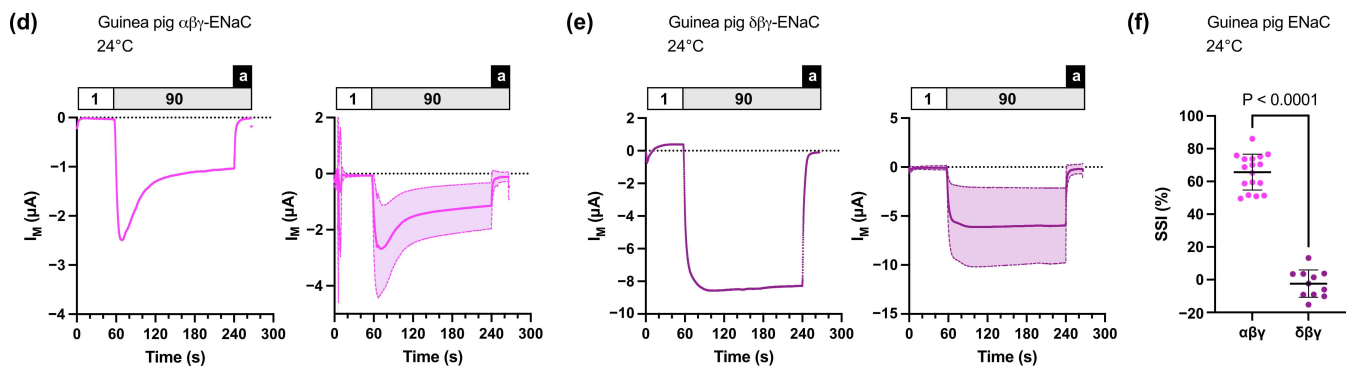 (d)
Guinea pig αβγ-ENaC
24°C
a
1
90
0
−1
−2
−3
−4
I_M (μA)
0
60
120
180
240
300
Time (s)
a
1
90
2
0
−2
−4
I_M (μA)
0
60
120
180
240
300
Time (s)
(e)
Guinea pig δβγ-ENaC
24°C
a
1
90
2
0
−2
−4
−6
−8
−10
I_M (μA)
0
60
120
180
240
300
Time (s)
a
1
90
5
0
−5
−10
−15
I_M (μA)
0
60
120
180
240
300
Time (s)
(f)
Guinea pig ENaC
24°C
P < 0.0001
100
80
60
40
20
0
−20
SSI (%)
αβγ
δβγ